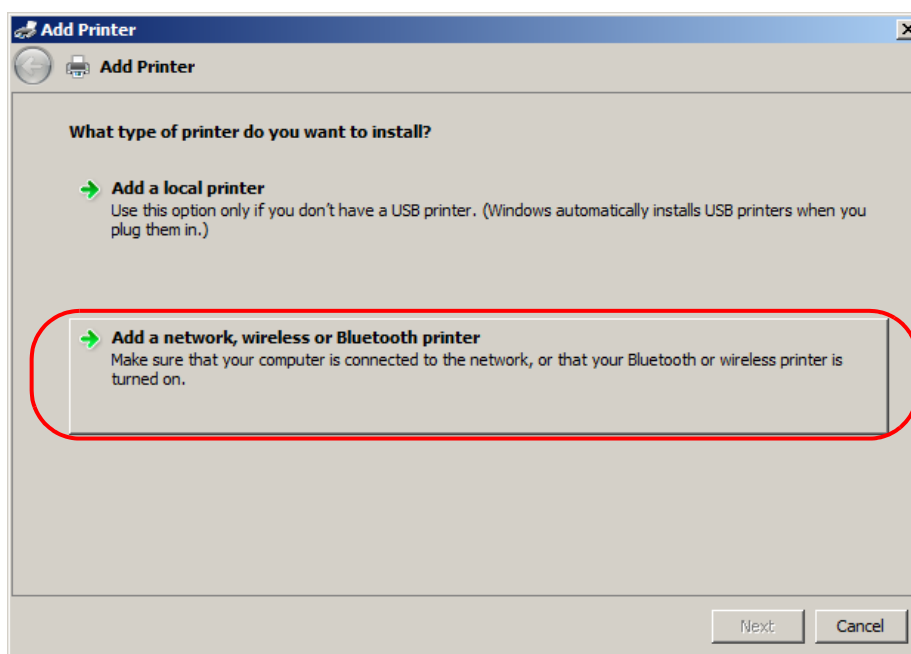 Add Printer
Add Printer
What type of printer do you want to install?
Add a local printer
Use this option only if you don't have a USB printer. (Windows automatically installs USB printers when you
plug them in.)
Add a network, wireless or Bluetooth printer
Make sure that your computer is connected to the network, or that your Bluetooth or wireless printer is
turned on.
Next
Cancel